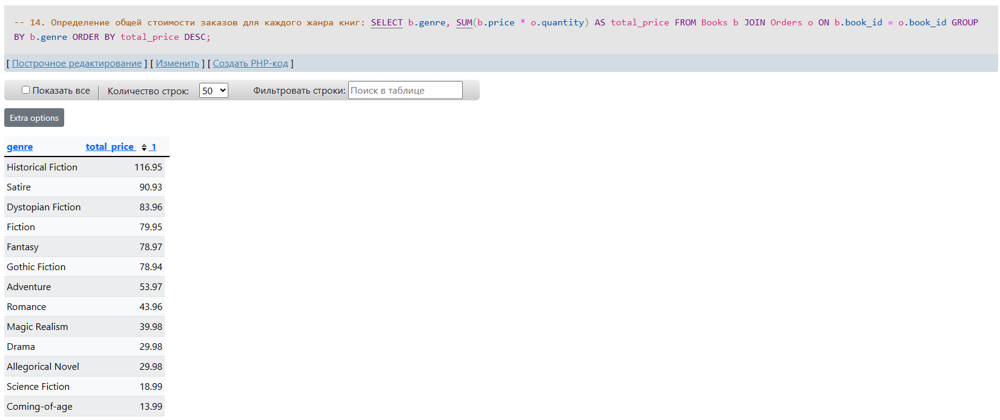 -- 14. Определение общей стоимости заказов для каждого жанра книг: SELECT b.genre, SUM(b.price * o.quantity) AS total_price FROM Books b JOIN Orders o ON b.book_id = o.book_id GROUP
BY b.genre ORDER BY total_price DESC;
[ Построчное редактирование ] [ Изменить ] [ Создать PHP-код ]
Показать все Количество строк: 50 Фильтровать строки: Поиск в таблице
Extra options
genre total_price 1
Historical Fiction 116.95
Satire 90.93
Dystopian Fiction 83.96
Fiction 79.95
Fantasy 78.97
Gothic Fiction 78.94
Adventure 53.97
Romance 43.96
Magic Realism 39.98
Drama 29.98
Allegorical Novel 29.98
Science Fiction 18.99
Coming-of-age 13.99